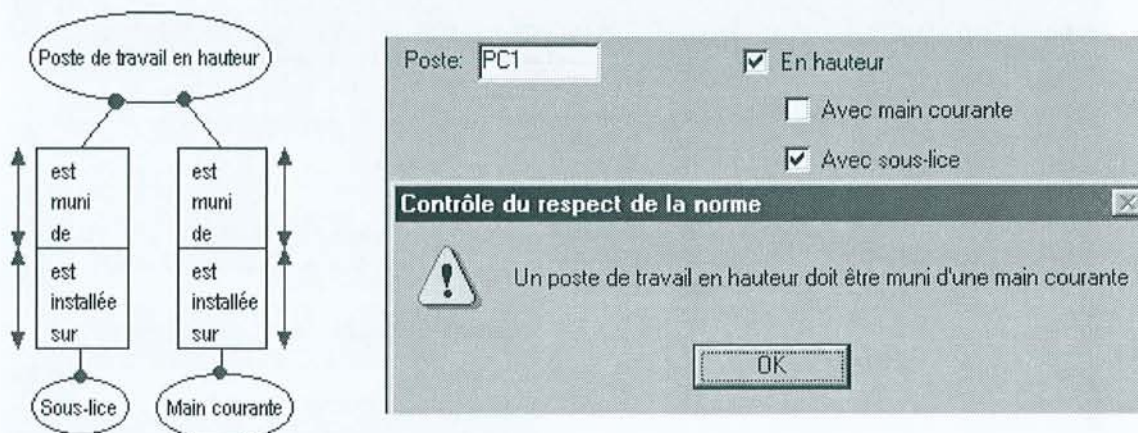 Poste de travail en hauteur
est
muni
de
est
muni
de
est
installée
sur
est
installée
sur
Sous-lice
Main courante
Poste: PC1
En hauteur
Avec main courante
Avec sous-lice
Contrôle du respect de la norme
Un poste de travail en hauteur doit être muni d'une main courante
OK